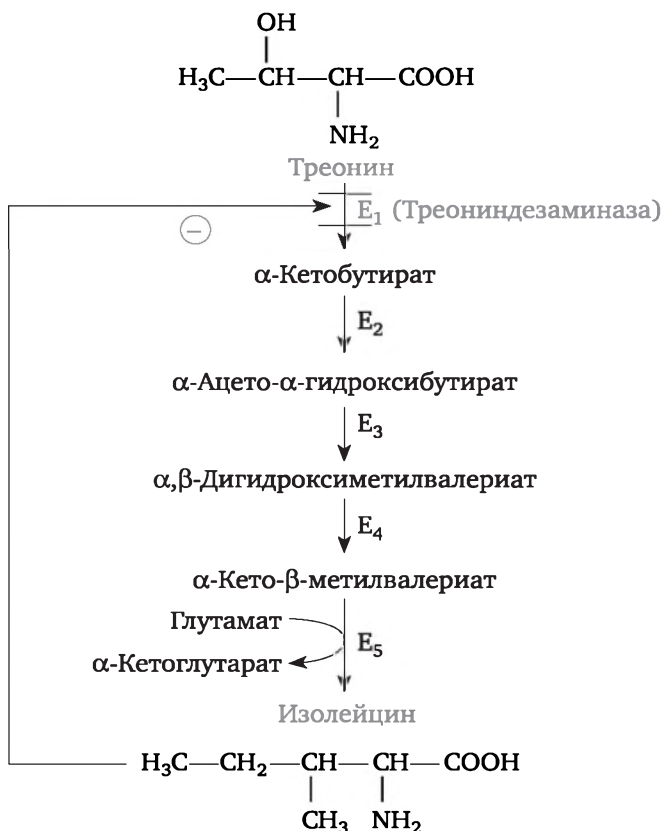 OH
H₃C—CH—CH—COOH
NH₂
Треонин
E₁ (Треониндезаминаза)
−
α-Кетобутират
E₂
α-Ацето-α-гидроксибутират
E₃
α,β-Дигидроксиметилвалериат
E₄
α-Кето-β-метилвалериат
Глутамат
E₅
α-Кетоглутарат
Изолейцин
H₃C—CH₂—CH—CH—COOH
CH₃ NH₂